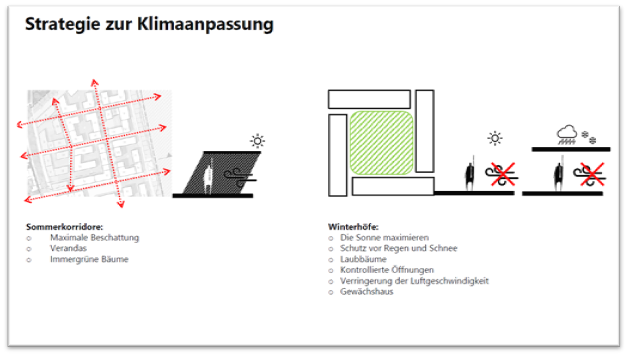 Strategie zur Klimaanpassung
Sommerkorridore:
o Maximale Beschattung
o Verandas
o Immergrüne Bäume
Winterhöfe:
o Die Sonne maximieren
o Schutz vor Regen und Schnee
o Laubbäume
o Kontrollierte Öffnungen
o Verringerung der Luftgeschwindigkeit
o Gewächshaus